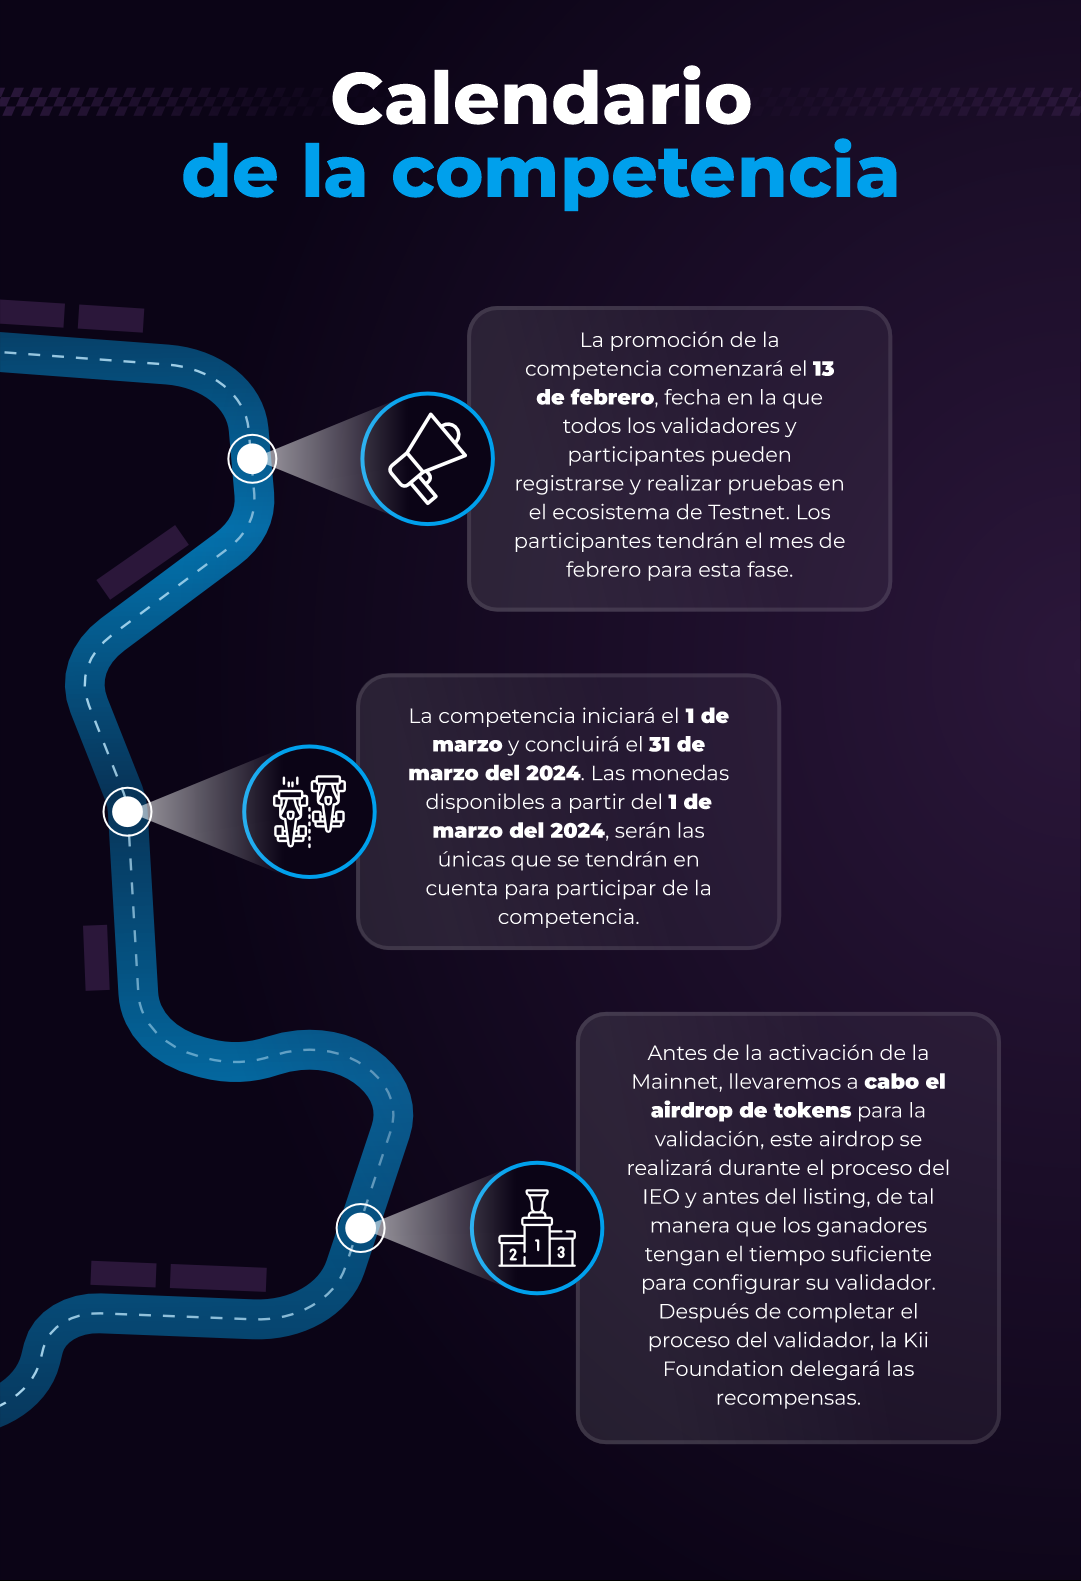 Calendario
de la competencia
La promoción de la
competencia comenzará el 13
de febrero, fecha en la que
todos los validadores y
participantes pueden
registrarse y realizar pruebas en
el ecosistema de Testnet. Los
participantes tendrán el mes de
febrero para esta fase.
La competencia iniciará el 1 de
marzo y concluirá el 31 de
marzo del 2024. Las monedas
disponibles a partir del 1 de
marzo del 2024, serán las
únicas que se tendrán en
cuenta para participar de la
competencia.
Antes de la activación de la
Mainnet, llevaremos a cabo el
airdrop de tokens para la
validación, este airdrop se
realizará durante el proceso del
IEO y antes del listing, de tal
manera que los ganadores
tengan el tiempo suficiente
para configurar su validador.
Después de completar el
proceso del validador, la Kii
Foundation delegará las
recompensas.
2 1 3